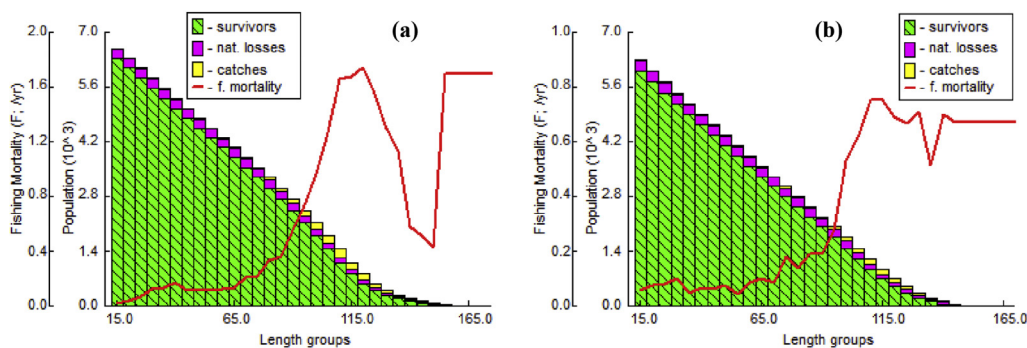 (a)
- survivors
- nat. losses
- catches
- f. mortality
Fishing Mortality (F; /yr)
2.0
1.6
1.2
0.8
0.4
0.0
Population (10^ 3)
7.0
5.6
4.2
2.8
1.4
0.0
15.0 65.0 115.0 165.0
Length groups
(b)
- survivors
- nat. losses
- catches
- f. mortality
Fishing Mortality (F; /yr)
1.0
0.8
0.6
0.4
0.2
0.0
Population (10^ 3)
7.0
5.6
4.2
2.8
1.4
0.0
15.0 65.0 115.0 165.0
Length groups